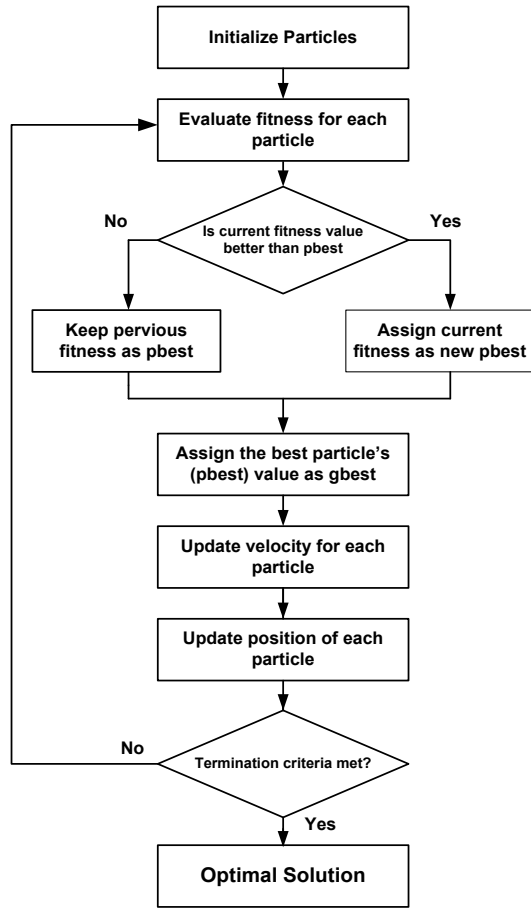 Initialize Particles
Evaluate fitness for each
particle
No
Yes
Is current fitness value
better than pbest
Keep pervious
fitness as pbest
Assign current
fitness as new pbest
Assign the best particle’s
(pbest) value as gbest
Update velocity for each
particle
Update position of each
particle
No
Termination criteria met?
Yes
Optimal Solution